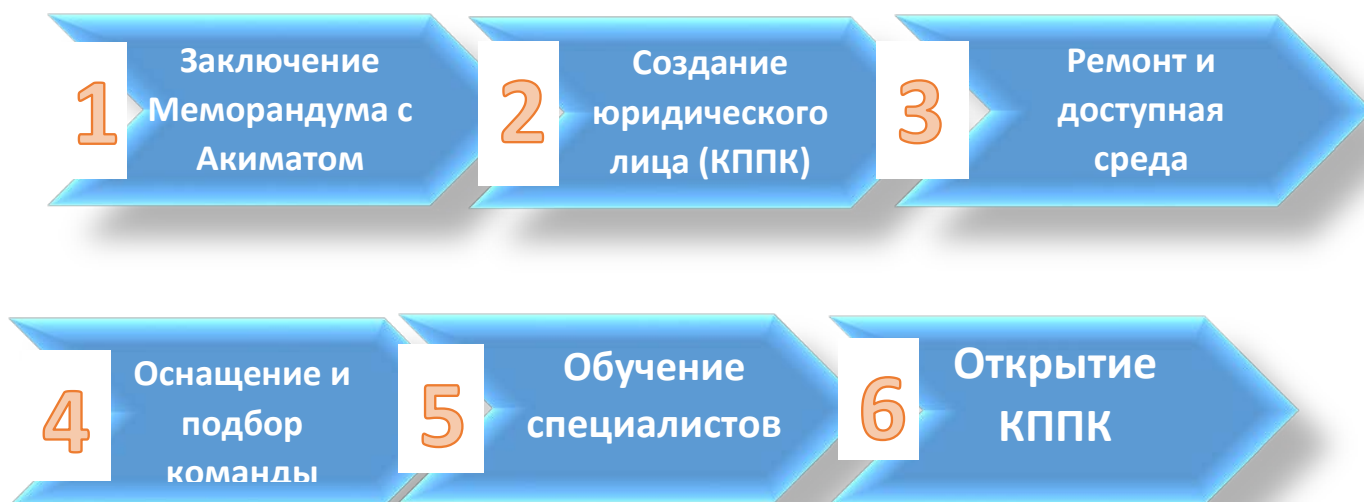 1
Заключение
Меморандума с
Акиматом
2
Создание
юридического
лица (КППК)
3
Ремонт и
доступная
среда
4
Оснащение и
подбор
команды
5
Обучение
специалистов
6
Открытие
КППК